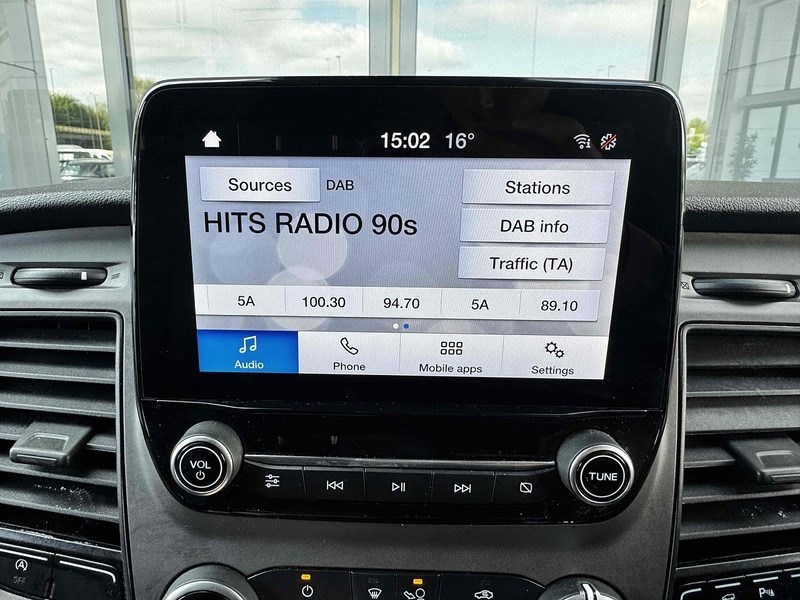 15:02 16°
Sources DAB
Stations
HITS RADIO 90s
DAB info
Traffic (TA)
5A 100.30 94.70 5A 89.10
Audio Phone Mobile apps Settings
VOL
TUNE
A
OFF